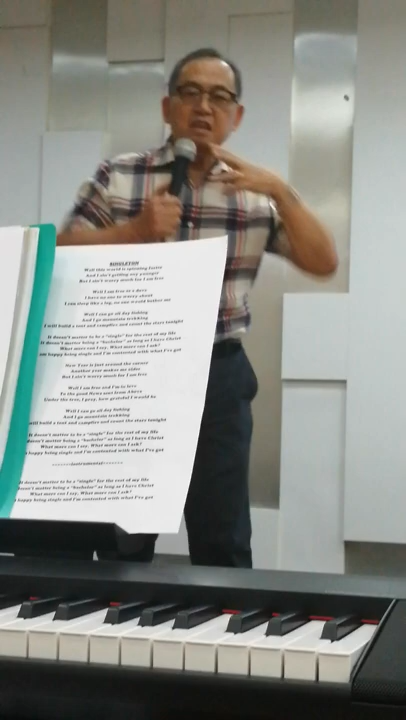 SINGLETON
Well this world is spinning faster
And I ain't getting any younger
But I ain't worry much for I am free
Well I am free as a dove
I have no one to worry about
I can sleep like a log, no one would bother me
Well I can go all day fishing
And I go mountain trekking
I will build a tent and campfire and count the stars tonight
It doesn't matter to be a "single" for the rest of my life
It doesn't matter being a "bachelor" as long as I have Christ
What more can I say, What more can I ask?
am happy being single and I'm contented with what I've got
New Year is just around the corner
Another year makes me older
But I ain't worry much for I am free
Well I am free and I'm in love
To the good News sent from Above
Under the tree, I pray, how grateful I would be
Well I can go all day fishing
And I go mountain trekking
will build a tent and campfire and count the stars tonight
It doesn't matter to be a "single" for the rest of my life
doesn't matter being a "bachelor" as long as I have Christ
What more can I say, What more can I ask?
happy being single and I'm contented with what I've got
-------Instrumental-------
It doesn't matter to be a "single" for the rest of my life
doesn't matter being a "bachelor" as long as I have Christ
What more can I say, What more can I ask?
happy being single and I'm contented with what I've got